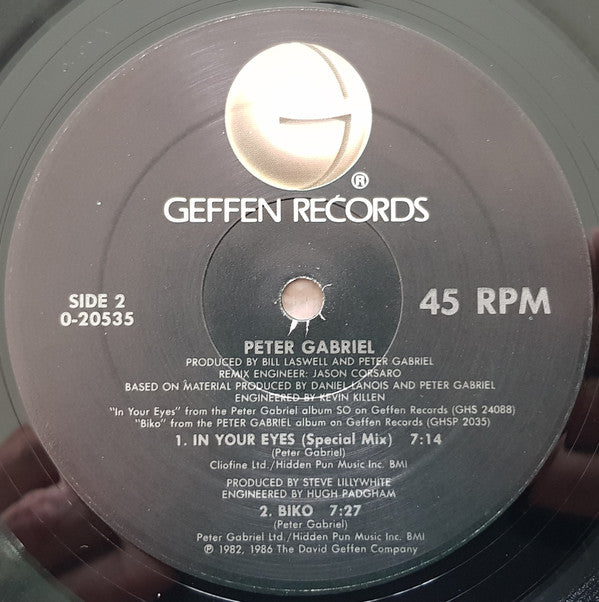 ®
GEFFEN RECORDS
SIDE 2
0-20535
45 RPM
PETER GABRIEL
PRODUCED BY BILL LASWELL AND PETER GABRIEL
REMIX ENGINEER: JASON CORSARO
BASED ON MATERIAL PRODUCED BY DANIEL LANOIS AND PETER GABRIEL
ENGINEERED BY KEVIN KILLEN
"In Your Eyes" from the Peter Gabriel album SO on Geffen Records (GHS 24088)
"Biko" from the PETER GABRIEL album on Geffen Records (GHSP 2035)
1. IN YOUR EYES (Special Mix) 7:14
(Peter Gabriel)
Cliofine Ltd./Hidden Pun Music Inc. BMI
PRODUCED BY STEVE LILLYWHITE
ENGINEERED BY HUGH PADGHAM
2. BIKO 7:27
(Peter Gabriel)
Peter Gabriel Ltd./Hidden Pun Music Inc. BMI
℗ 1982, 1986 The David Geffen Company